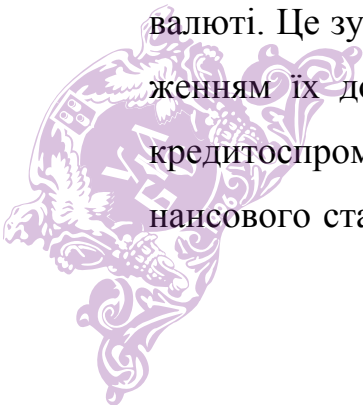 валюті. Це зу
женням їх до
кредитоспром
нансового ста